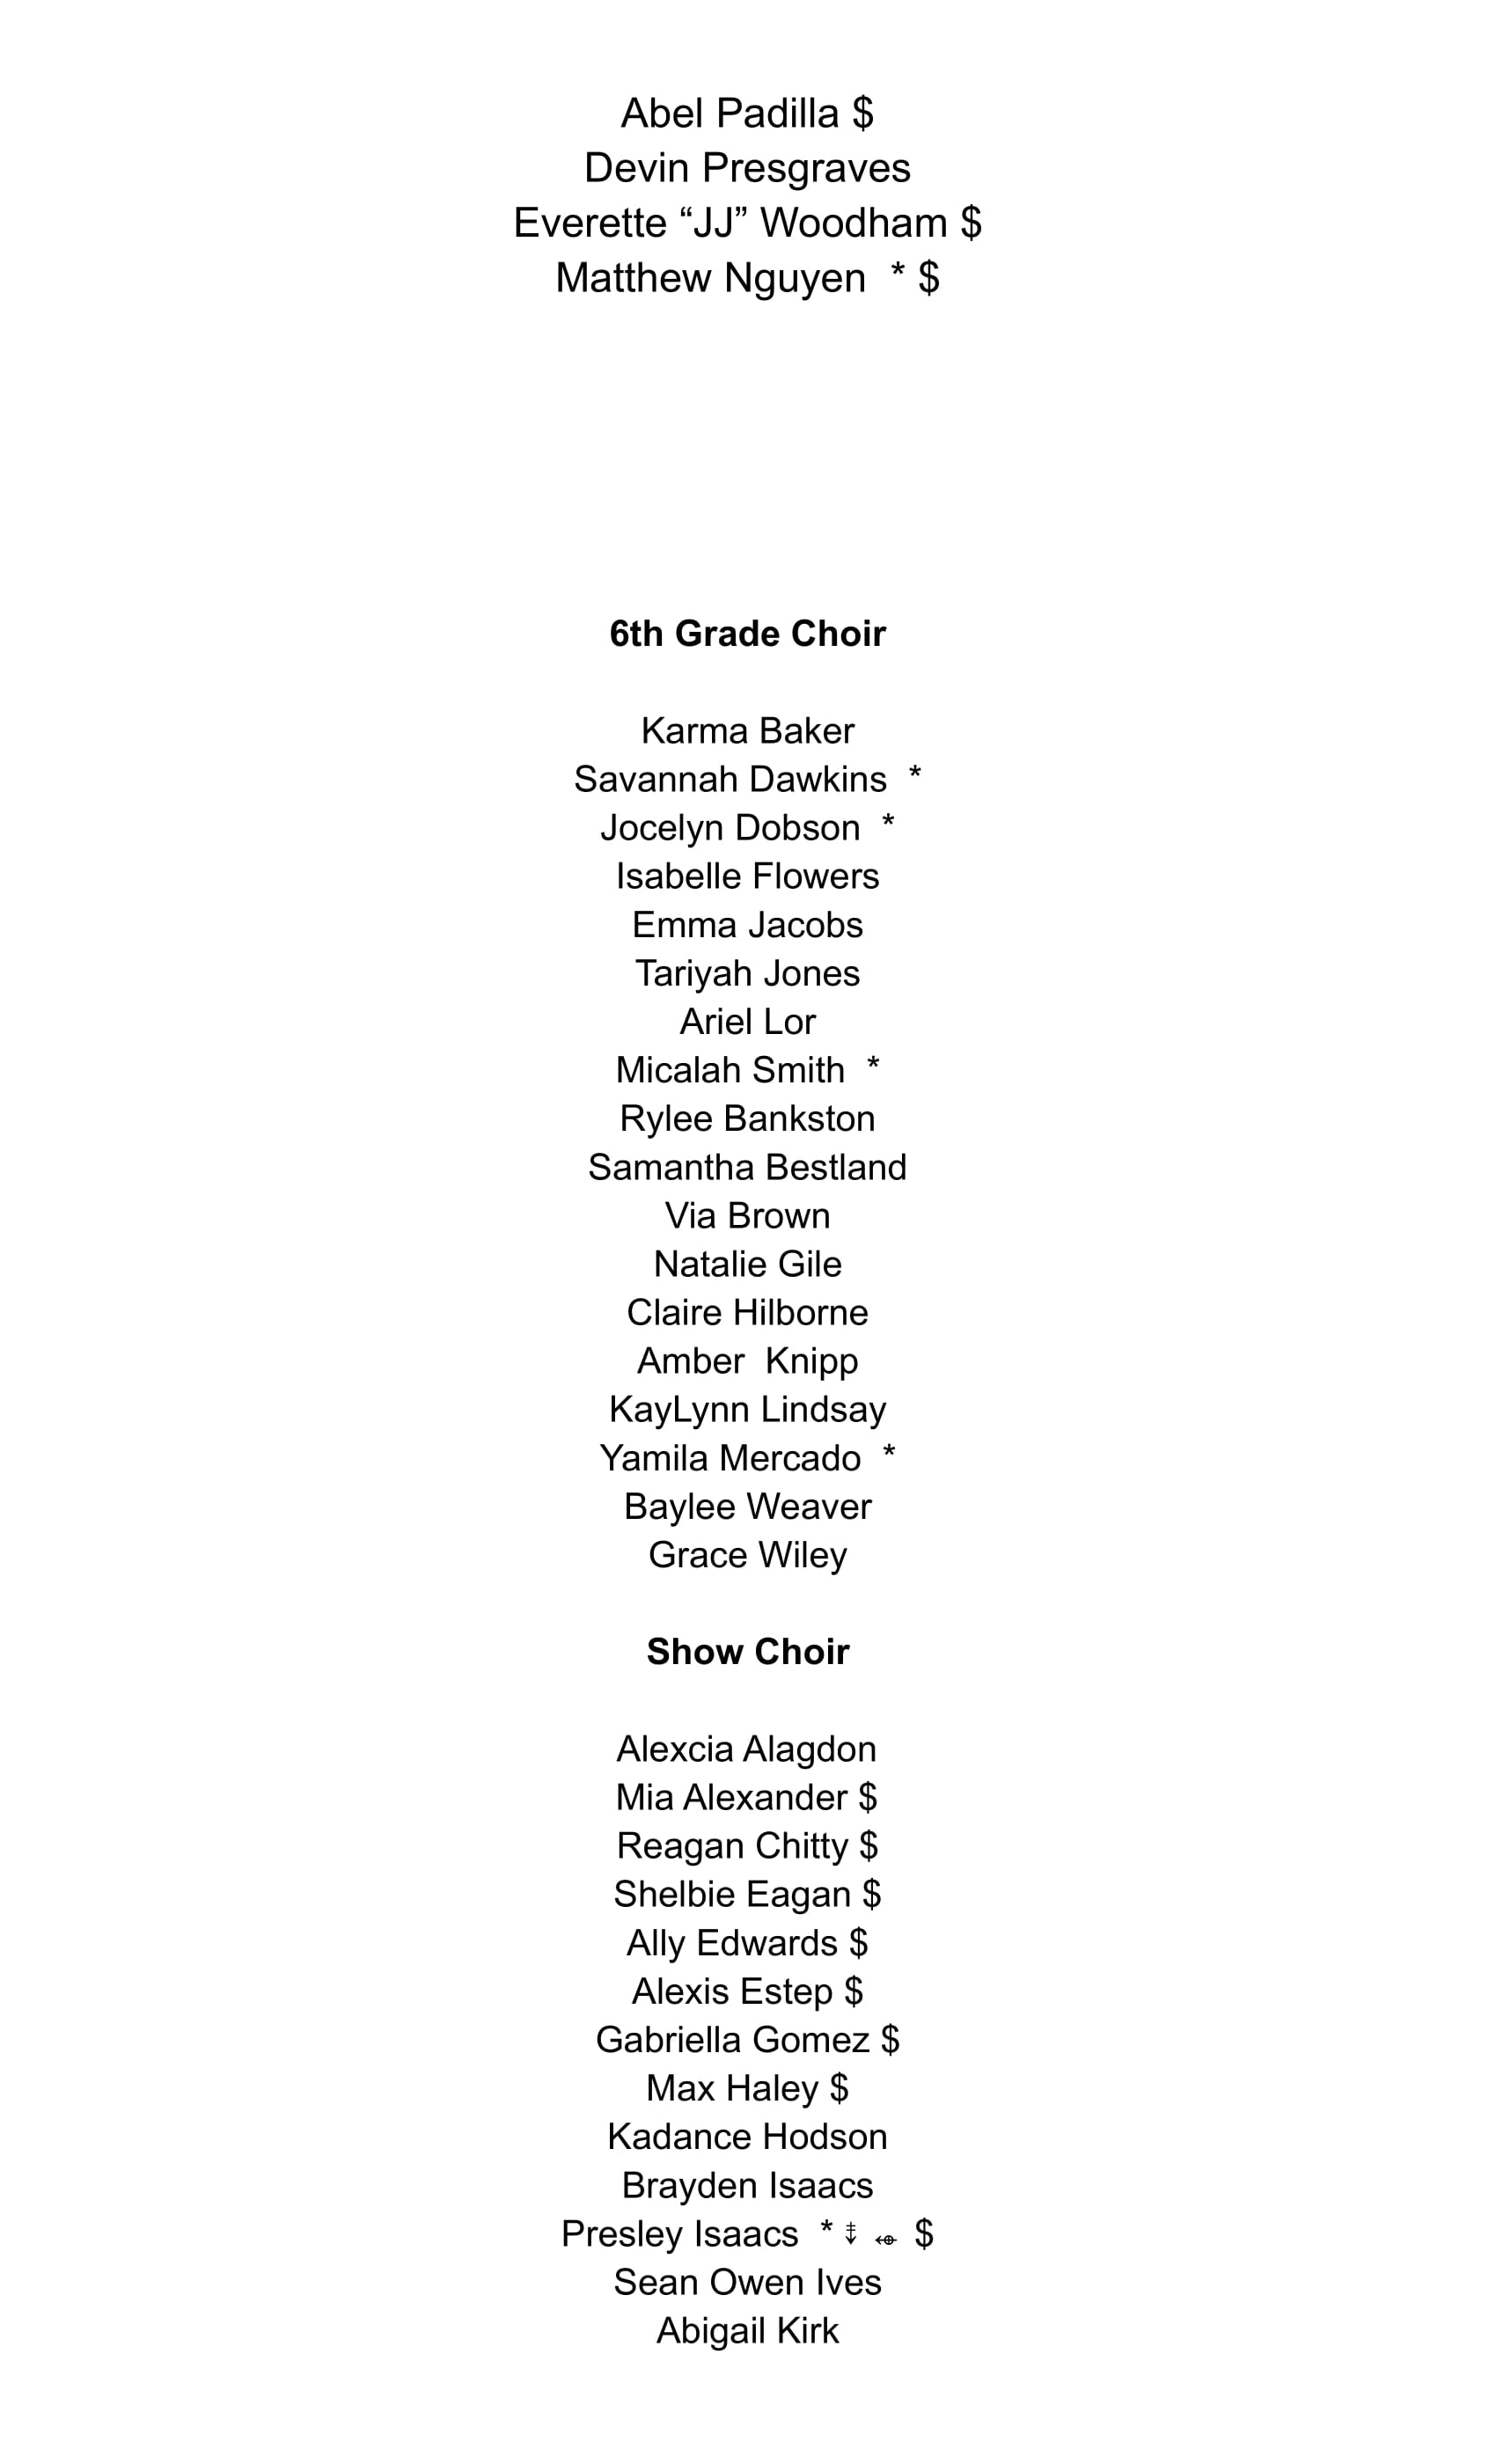 Abel Padilla $
Devin Presgraves
Everette “JJ” Woodham $
Matthew Nguyen * $
6th Grade Choir
Karma Baker
Savannah Dawkins *
Jocelyn Dobson *
Isabelle Flowers
Emma Jacobs
Tariyah Jones
Ariel Lor
Micalah Smith *
Rylee Bankston
Samantha Bestland
Via Brown
Natalie Gile
Claire Hilborne
Amber Knipp
KayLynn Lindsay
Yamila Mercado *
Baylee Weaver
Grace Wiley
Show Choir
Alexcia Alagdon
Mia Alexander $
Reagan Chitty $
Shelbie Eagan $
Ally Edwards $
Alexis Estep $
Gabriella Gomez $
Max Haley $
Kadance Hodson
Brayden Isaacs
Presley Isaacs * ⇟ ⬲ $
Sean Owen Ives
Abigail Kirk